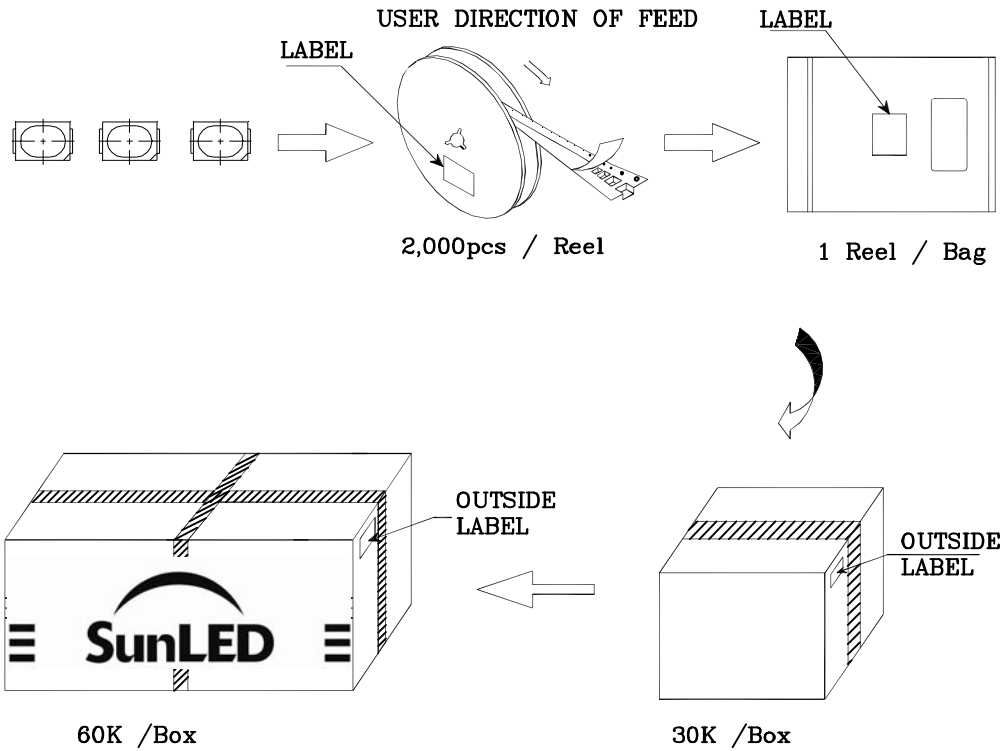 USER DIRECTION OF FEED
LABEL
LABEL
2,000pcs / Reel
1 Reel / Bag
OUTSIDE
LABEL
OUTSIDE
LABEL
SunLED
60K /Box
30K /Box